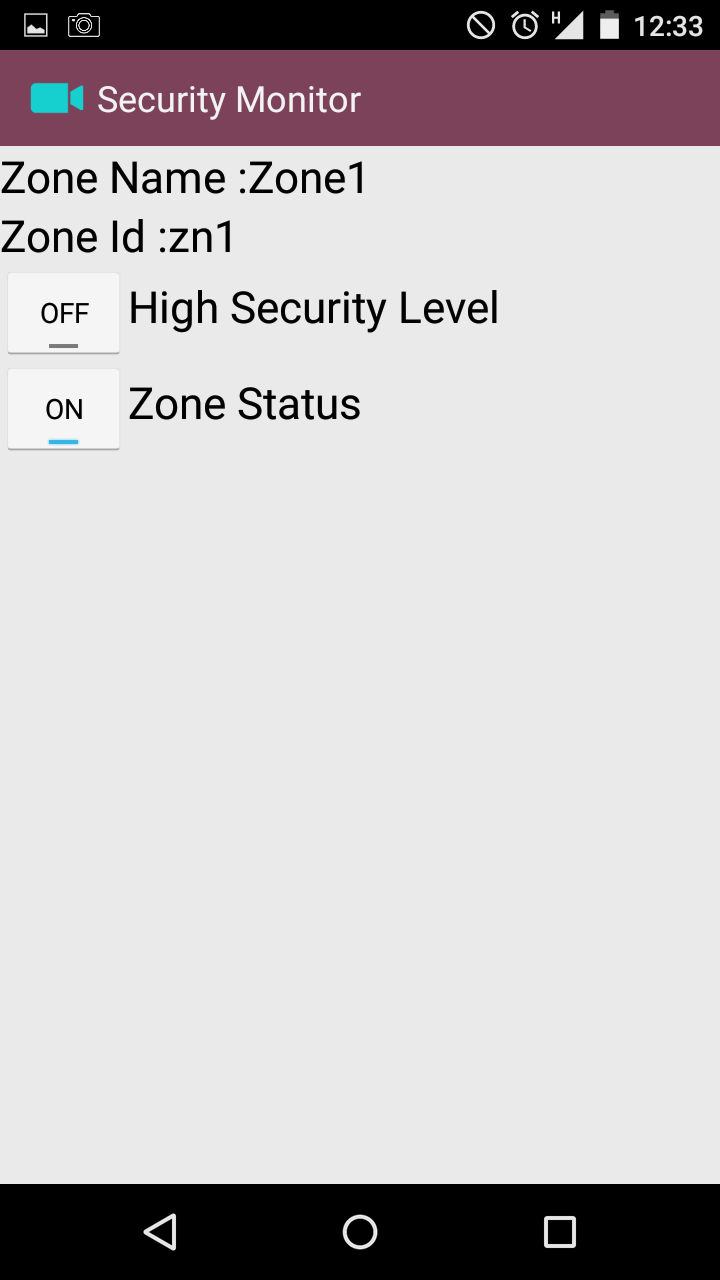 H 12:33
Security Monitor
Zone Name :Zone1
Zone Id :zn1
OFF High Security Level
ON Zone Status